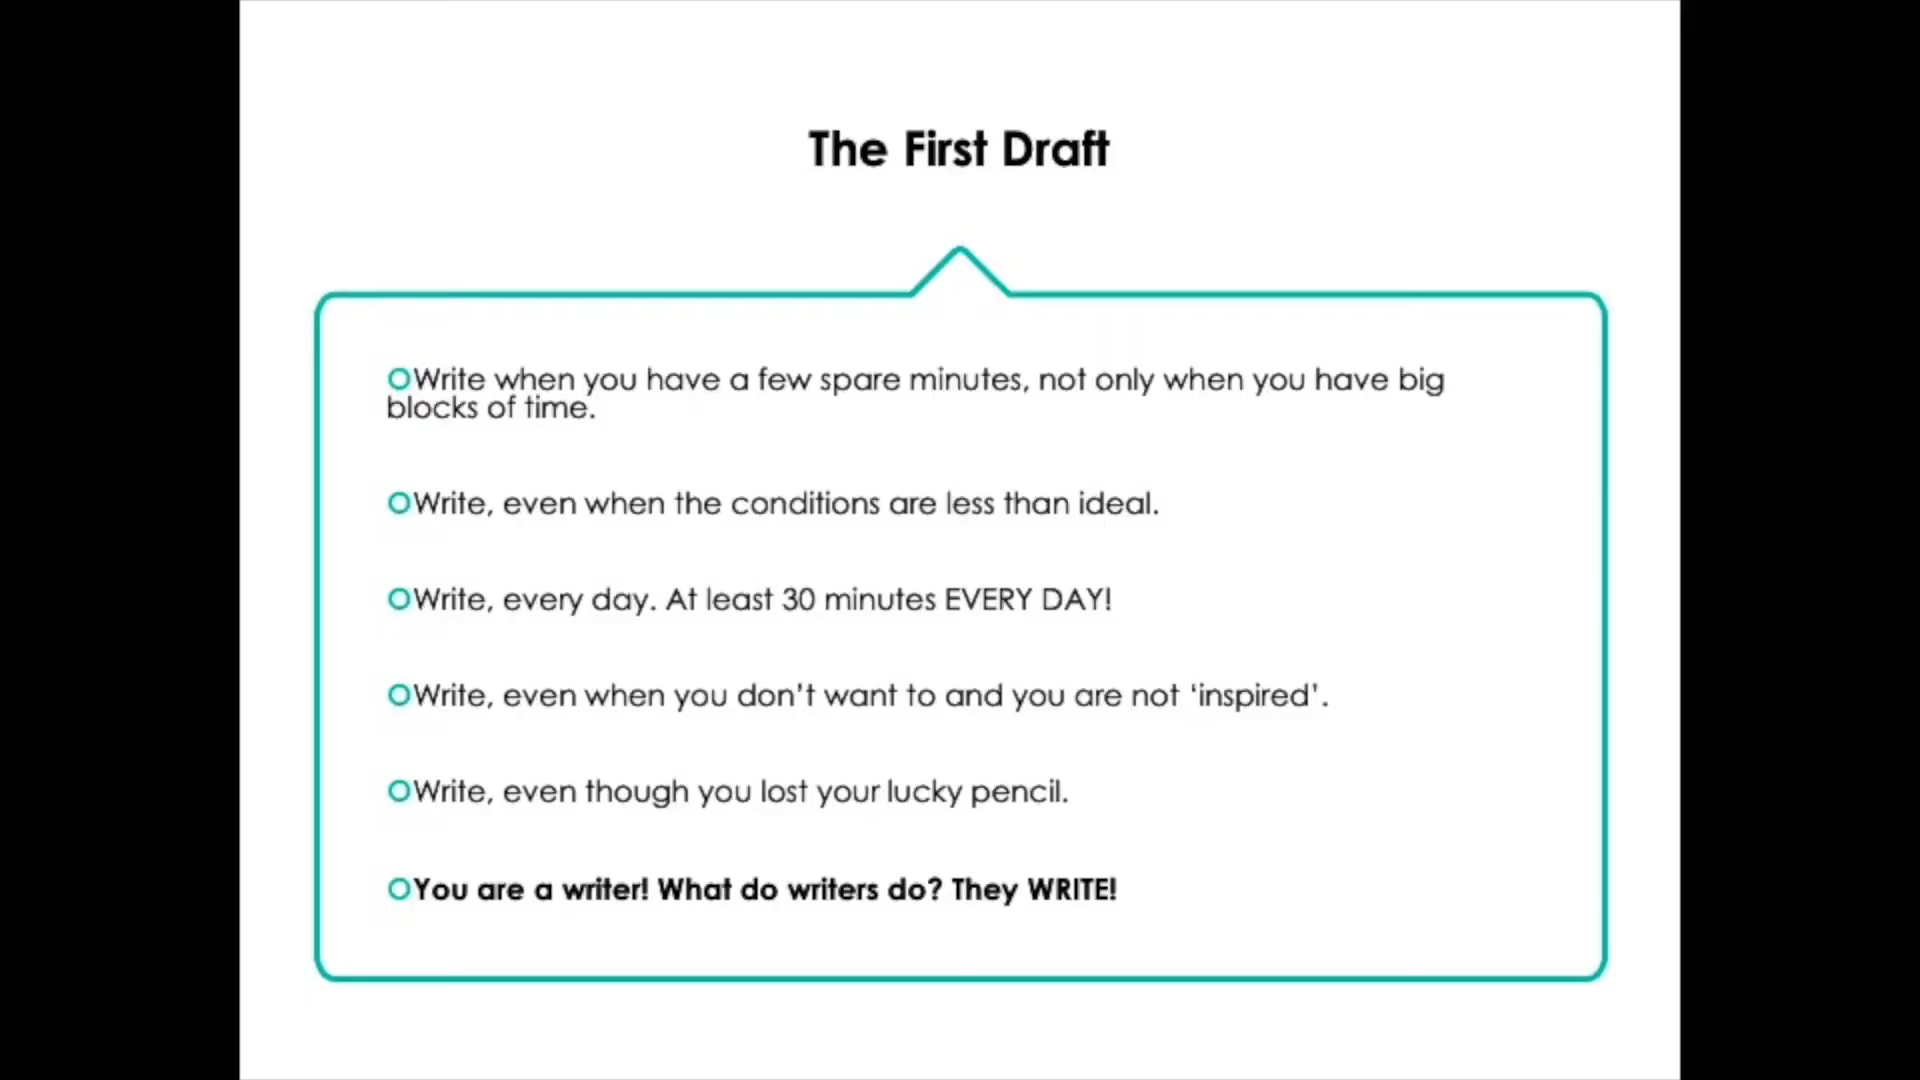 The First Draft
Write when you have a few spare minutes, not only when you have big
blocks of time.
Write, even when the conditions are less than ideal.
Write, every day. At least 30 minutes EVERY DAY!
Write, even when you don’t want to and you are not ‘inspired’.
Write, even though you lost your lucky pencil.
You are a writer! What do writers do? They WRITE!